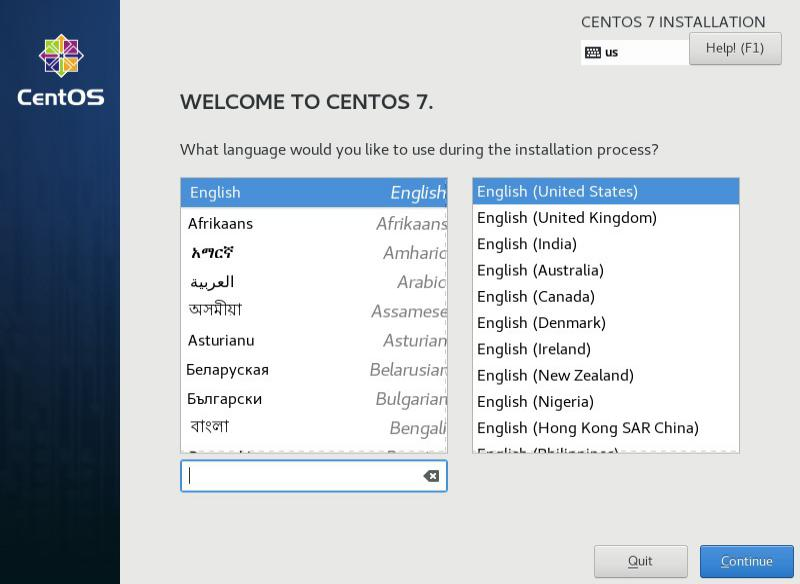 CENTOS 7 INSTALLATION
us
Help! (F1)
CentOS
WELCOME TO CENTOS 7.
What language would you like to use during the installation process?
English English
Afrikaans Afrikaans
አማርኛ Amharic
العربية Arabic
অসমীয়া Assamese
Asturianu Asturian
Беларуская Belarusian
Български Bulgarian
বাংলা Bengali
English (United States)
English (United Kingdom)
English (India)
English (Australia)
English (Canada)
English (Denmark)
English (Ireland)
English (New Zealand)
English (Nigeria)
English (Hong Kong SAR China)
English (Philippines)
Quit
Continue